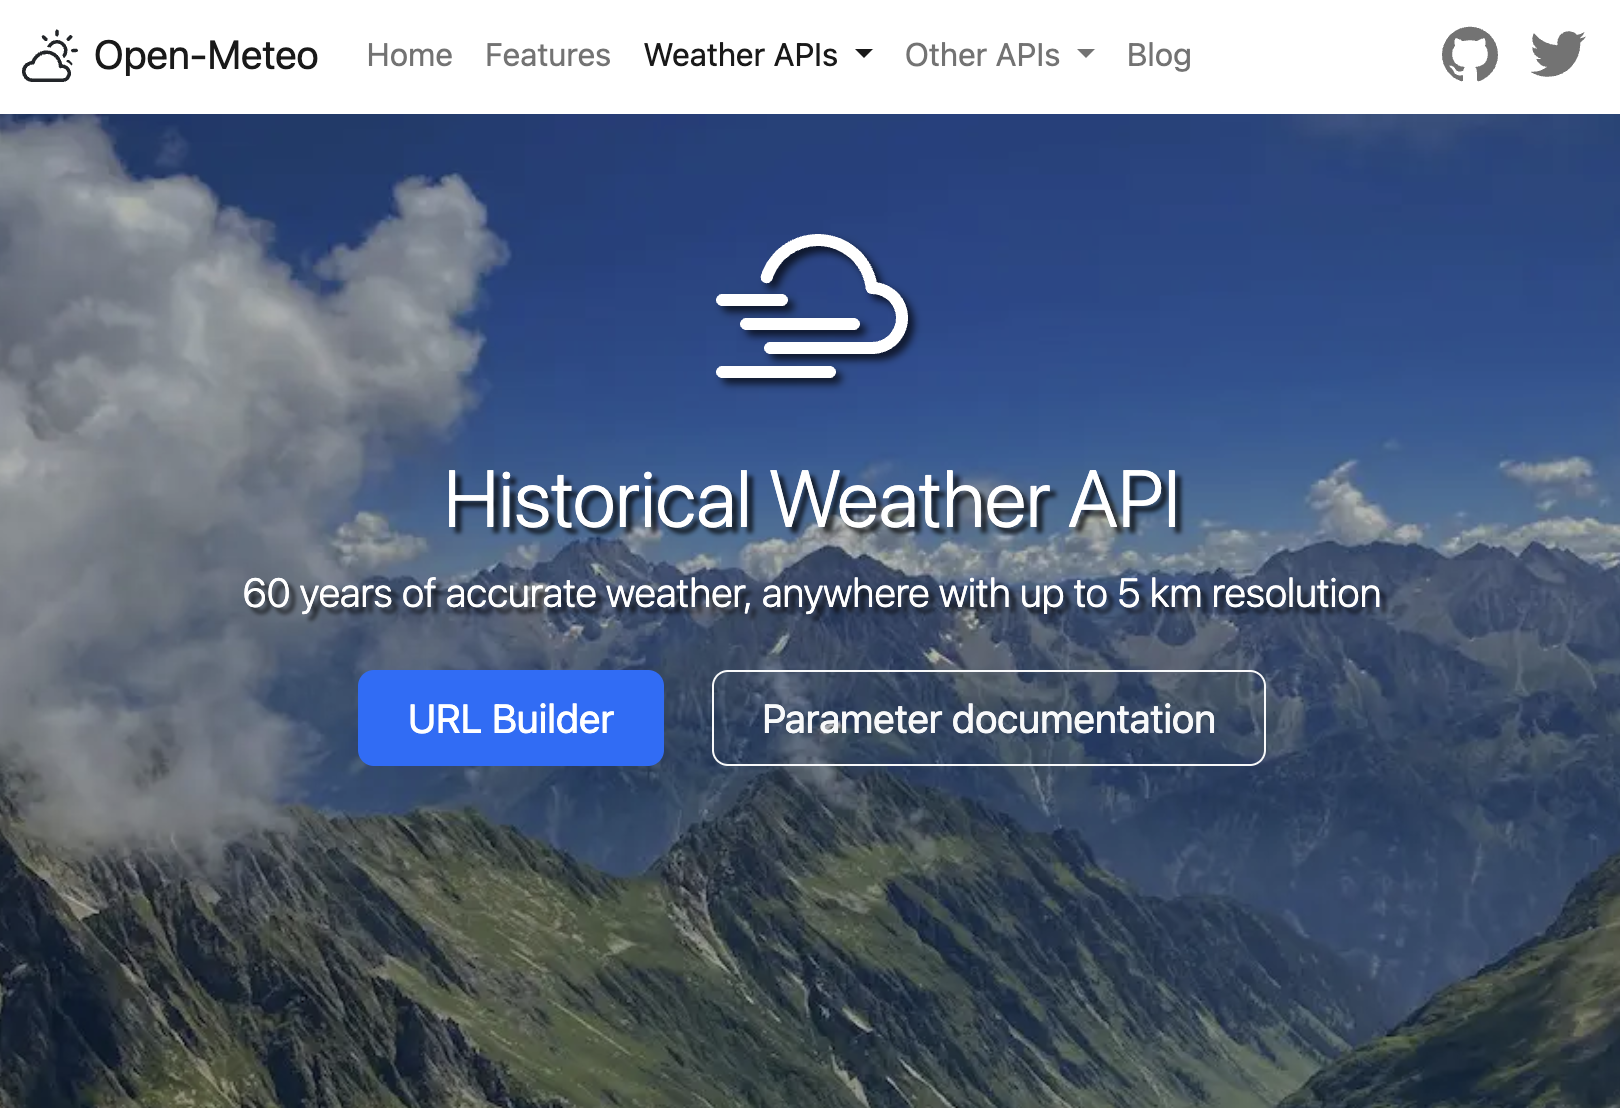 Open-Meteo Home Features Weather APIs Other APIs Blog
Historical Weather API
60 years of accurate weather, anywhere with up to 5 km resolution
URL Builder Parameter documentation